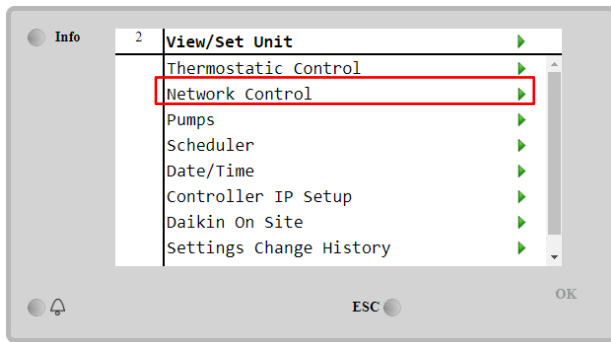 Info
2 View/Set Unit
Thermostatic Control
Network Control
Pumps
Scheduler
Date/Time
Controller IP Setup
Daikin On Site
Settings Change History
ESC
OK